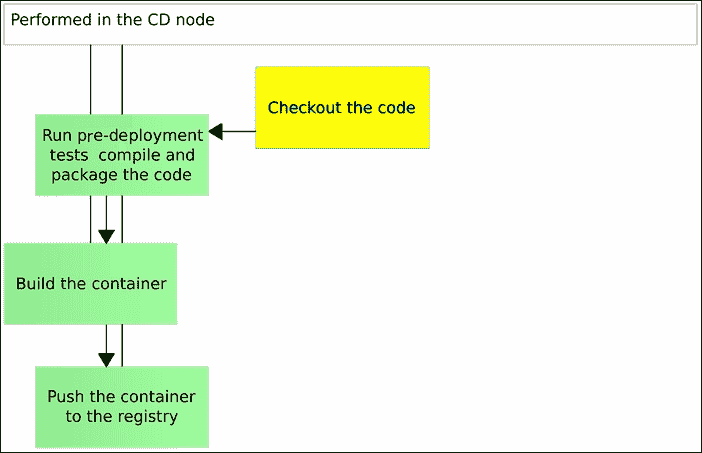 Performed in the CD node
Checkout the code
Run pre-deployment
tests compile and
package the code
Build the container
Push the container
to the registry